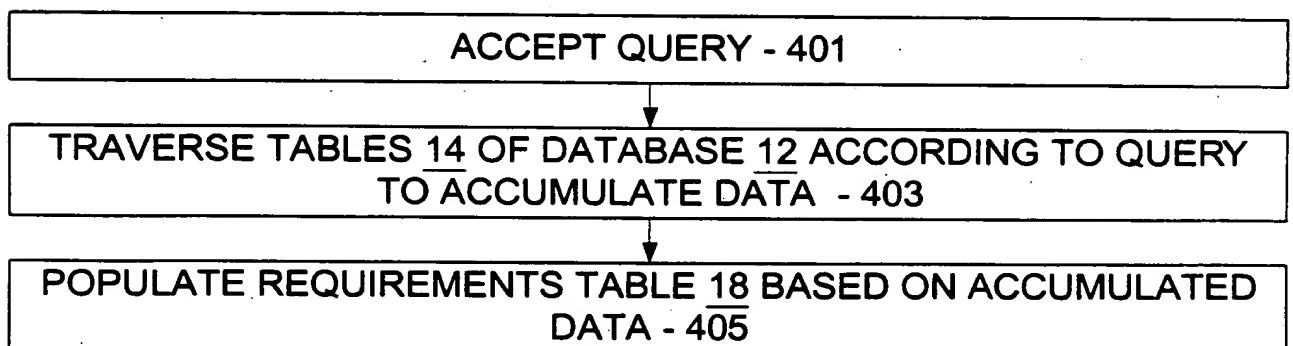 ACCEPT QUERY - 401
TRAVERSE TABLES 14 OF DATABASE 12 ACCORDING TO QUERY
TO ACCUMULATE DATA - 403
POPULATE REQUIREMENTS TABLE 18 BASED ON ACCUMULATED
DATA - 405